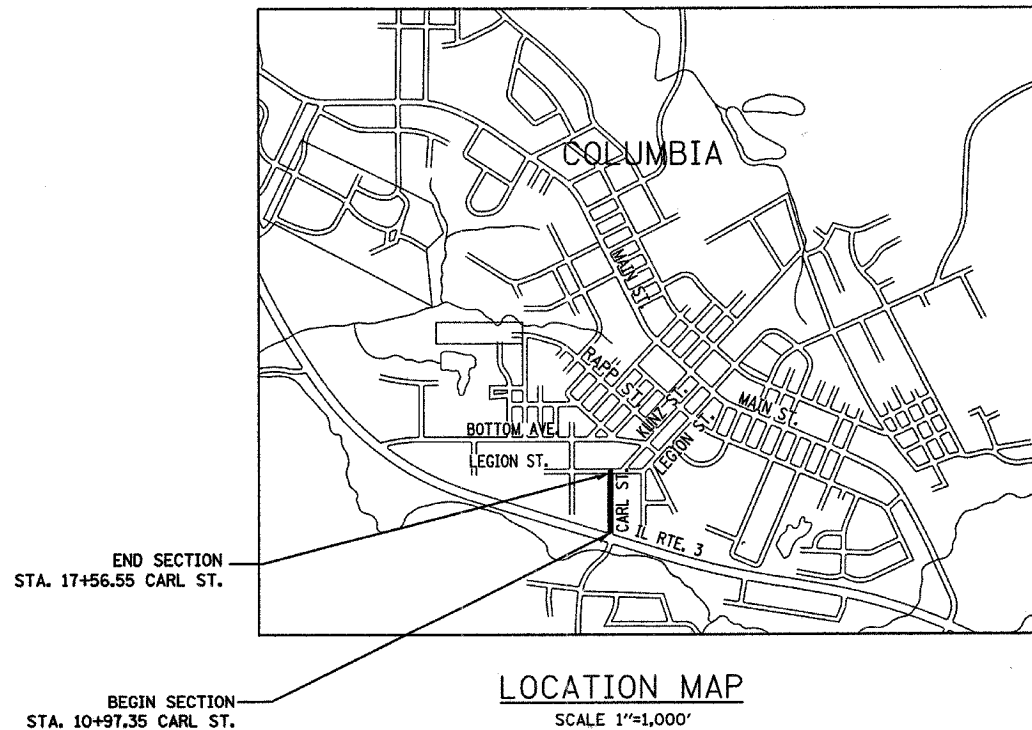 COLUMBIA
MAIN ST.
RAPP ST.
KUNZ ST.
MAIN ST.
BOTTOM AVE.
LEGION ST.
LEGION ST.
CARL ST.
IL RTE. 3
END SECTION
STA. 17+56.55 CARL ST.
BEGIN SECTION
STA. 10+97.35 CARL ST.
LOCATION MAP
SCALE 1"=1,000'